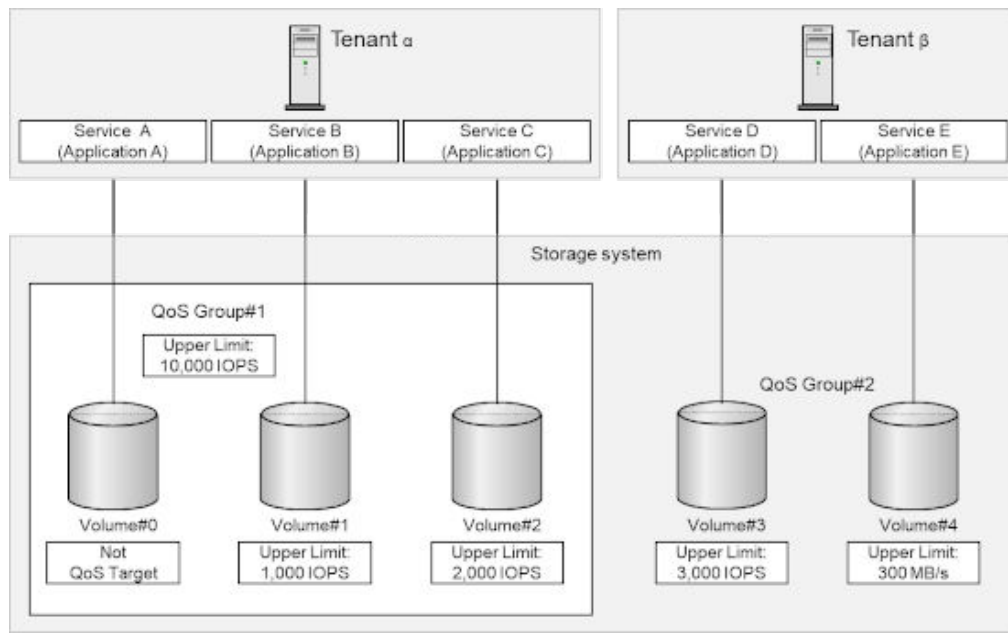 Tenant α
Tenant β
Service A
(Application A)
Service B
(Application B)
Service C
(Application C)
Service D
(Application D)
Service E
(Application E)
Storage system
QoS Group#1
Upper Limit:
10,000 IOPS
QoS Group#2
Volume#0
Volume#1
Volume#2
Volume#3
Volume#4
Not
QoS Target
Upper Limit:
1,000 IOPS
Upper Limit:
2,000 IOPS
Upper Limit:
3,000 IOPS
Upper Limit:
300 MB/s